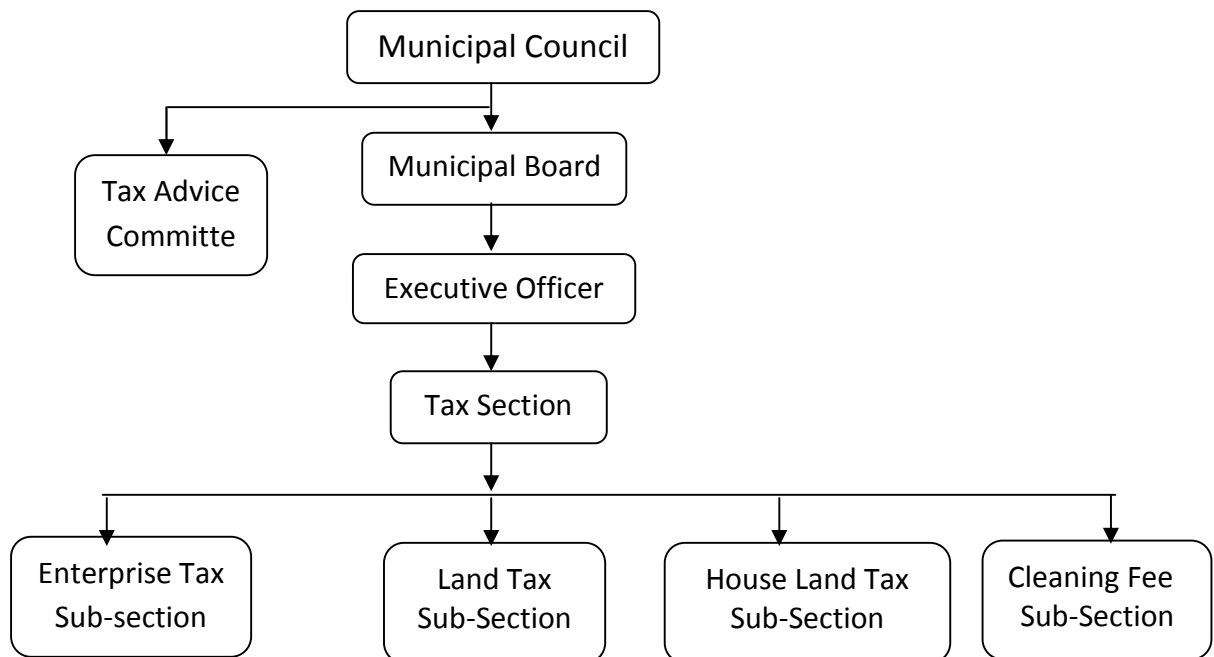 Municipal Council
Municipal Board
Tax Advice
Committe
Executive Officer
Tax Section
Enterprise Tax
Sub-section
Land Tax
Sub-Section
House Land Tax
Sub-Section
Cleaning Fee
Sub-Section